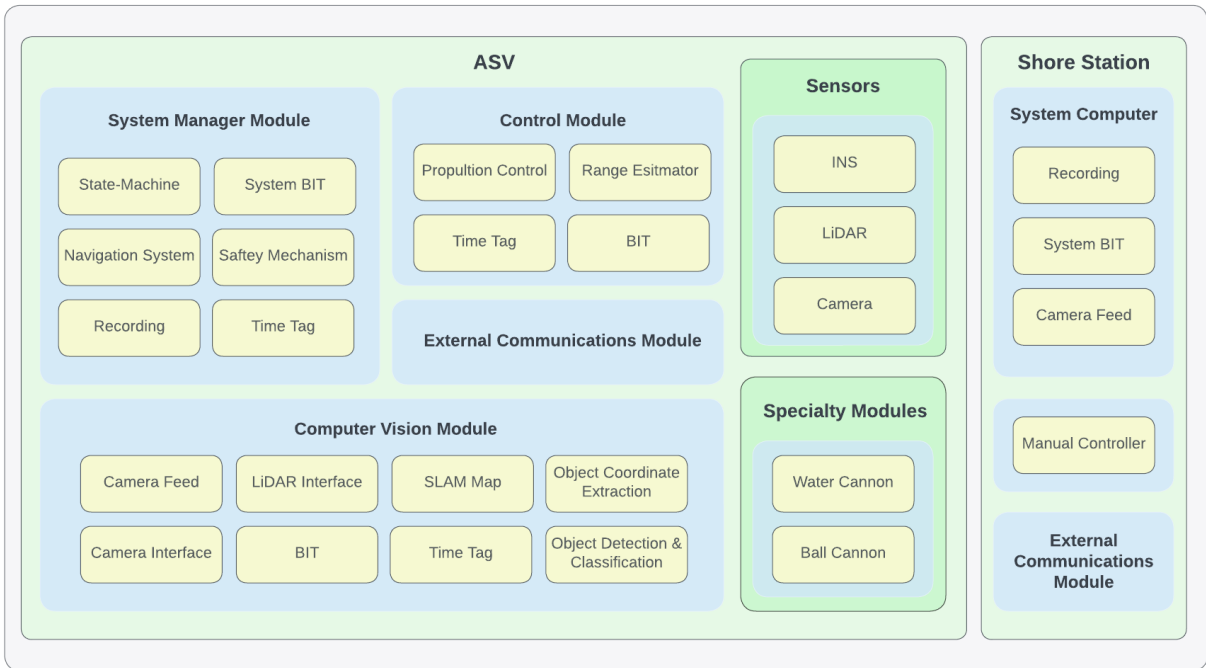 ASV
System Manager Module
State-Machine
System BIT
Navigation System
Saftey Mechanism
Recording
Time Tag
Control Module
Propultion Control
Range Esitmator
Time Tag
BIT
External Communications Module
Computer Vision Module
Camera Feed
LiDAR Interface
SLAM Map
Object Coordinate
Extraction
Camera Interface
BIT
Time Tag
Object Detection &
Classification
Sensors
INS
LiDAR
Camera
Specialty Modules
Water Cannon
Ball Cannon
Shore Station
System Computer
Recording
System BIT
Camera Feed
Manual Controller
External
Communications
Module